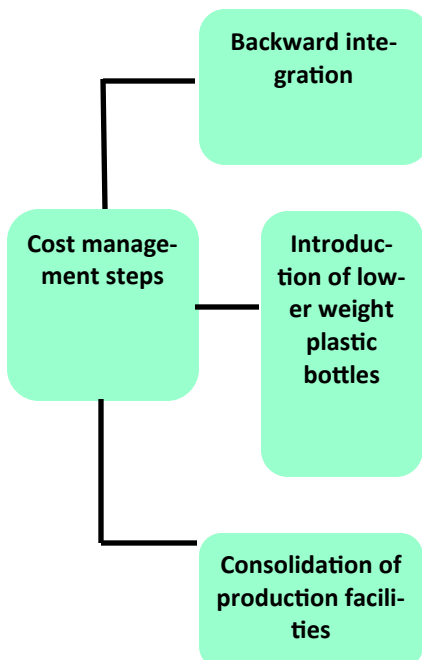 Backward inte-
gration
Cost manage-
ment steps
Introduc-
tion of low-
er weight
plastic
bottles
Consolidation of
production facili-
ties